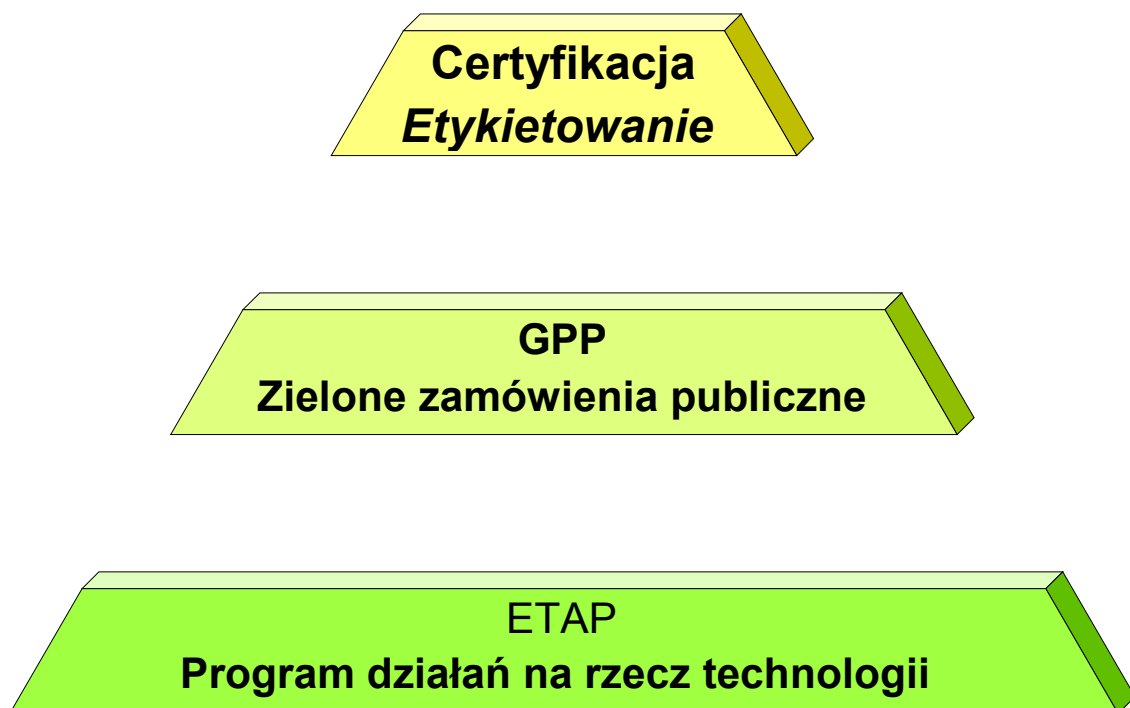 Certyfikacja
Etykietowanie
GPP
Zielone zamówienia publiczne
ETAP
Program działań na rzecz technologii